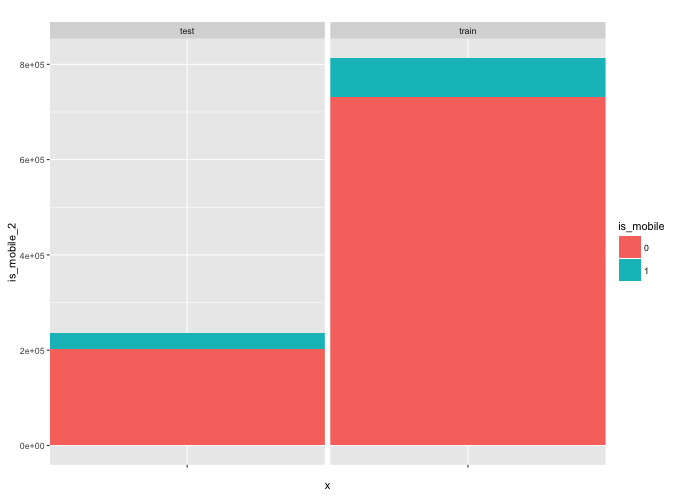 test train
8e+05
6e+05
4e+05
2e+05
0e+00
is_mobile_2
x
is_mobile
0
1